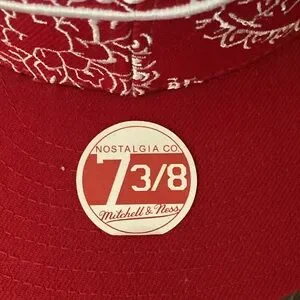 NOSTALGIA CO.
7 3/8
Mitchell & Ness